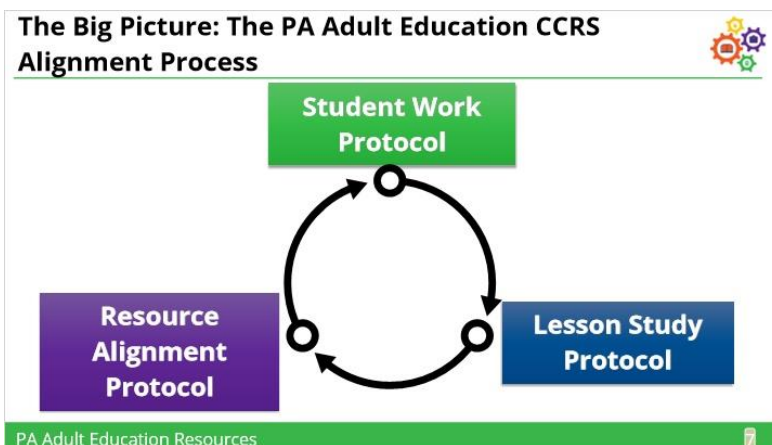 The Big Picture: The PA Adult Education CCRS
Alignment Process
Student Work
Protocol
Resource
Alignment
Protocol
Lesson Study
Protocol
PA Adult Education Resources
7